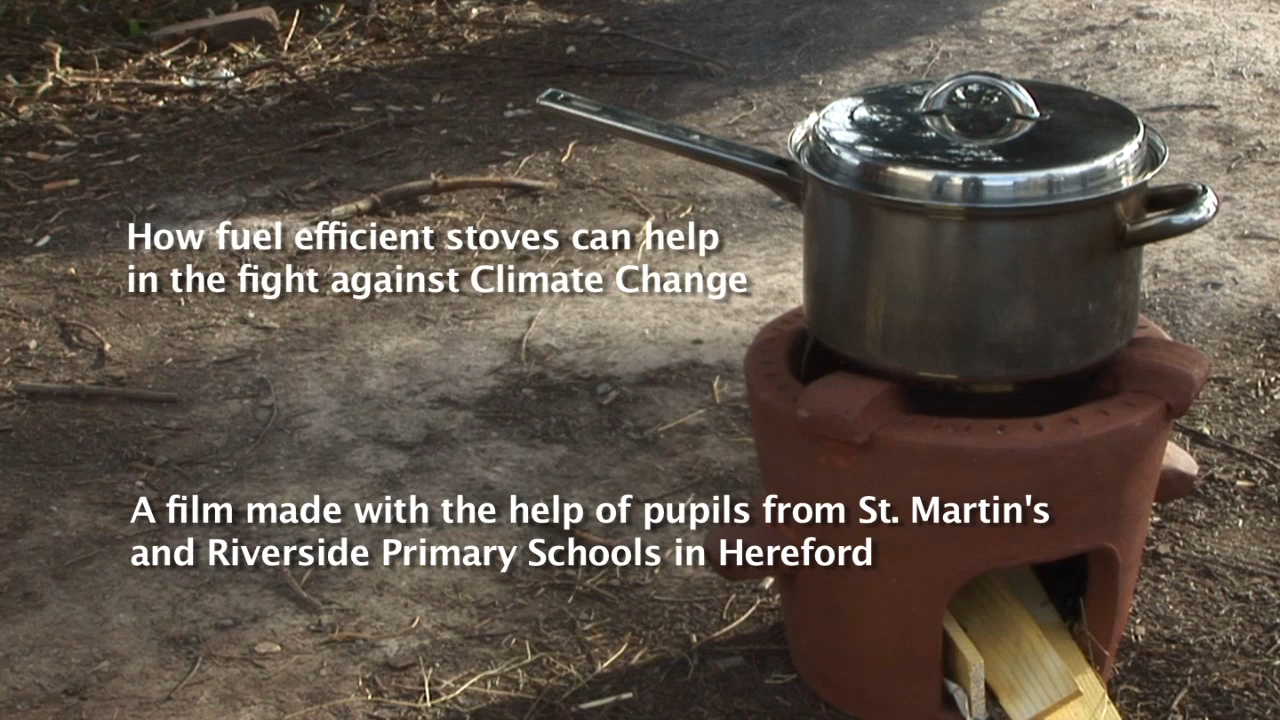 How fuel efficient stoves can help
in the fight against Climate Change
A film made with the help of pupils from St. Martin's
and Riverside Primary Schools in Hereford